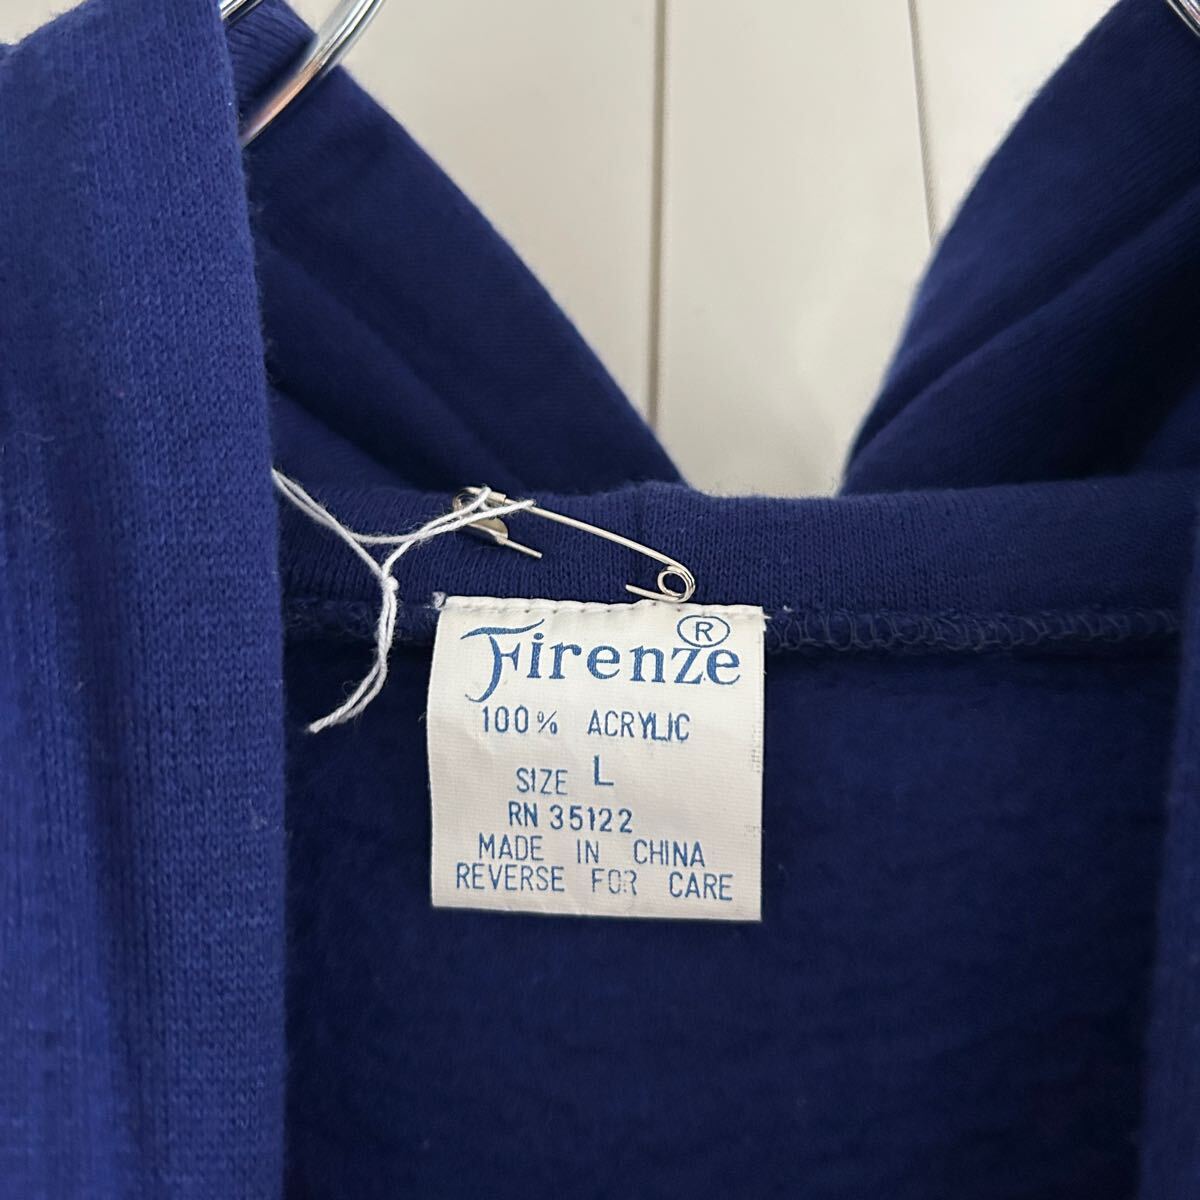 Firenze ®
100% ACRYLIC
SIZE L
RN 35122
MADE IN CHINA
REVERSE FOR CARE